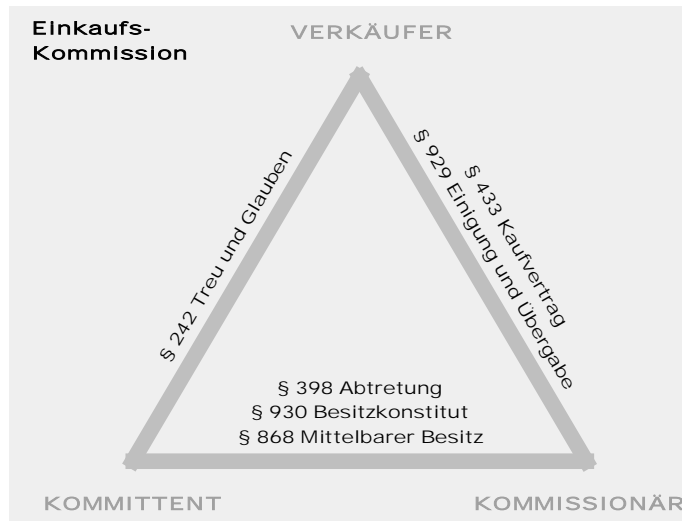 Einkaufs-
Kommission
VERKÄUFER
§ 242 Treu und Glauben
§ 433 Kaufvertrag
§ 929 Einigung und Übergabe
§ 398 Abtretung
§ 930 Besitzkonstitut
§ 868 Mittelbarer Besitz
KOMMITTENT
KOMMISSIONÄR